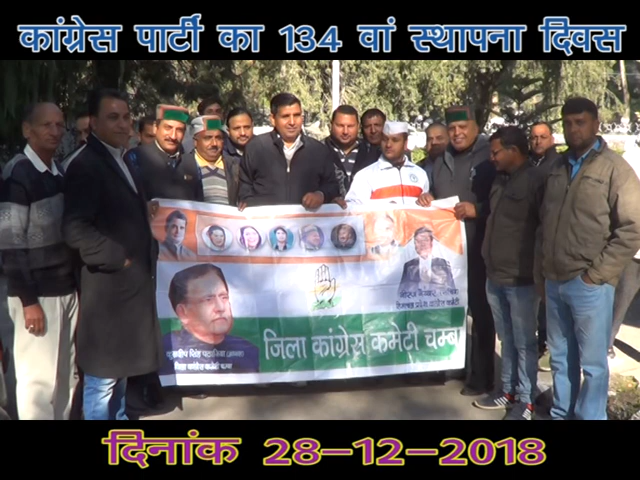 कांग्रेस पार्टी का 134 वां स्थापना दिवस
जिला कांग्रेस कमेटी चम्बा
दिनांक 28-12-2018